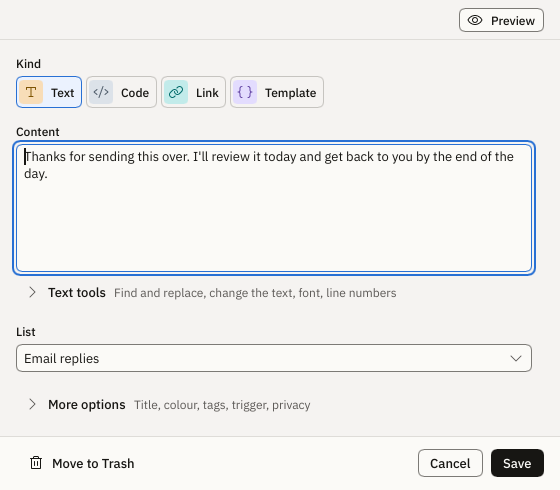 Preview
Kind
T Text </> Code Link { } Template
Content
Thanks for sending this over. I'll review it today and get back to you by the end of the
day.
Text tools Find and replace, change the text, font, line numbers
List
Email replies
More options Title, colour, tags, trigger, privacy
Move to Trash Cancel Save